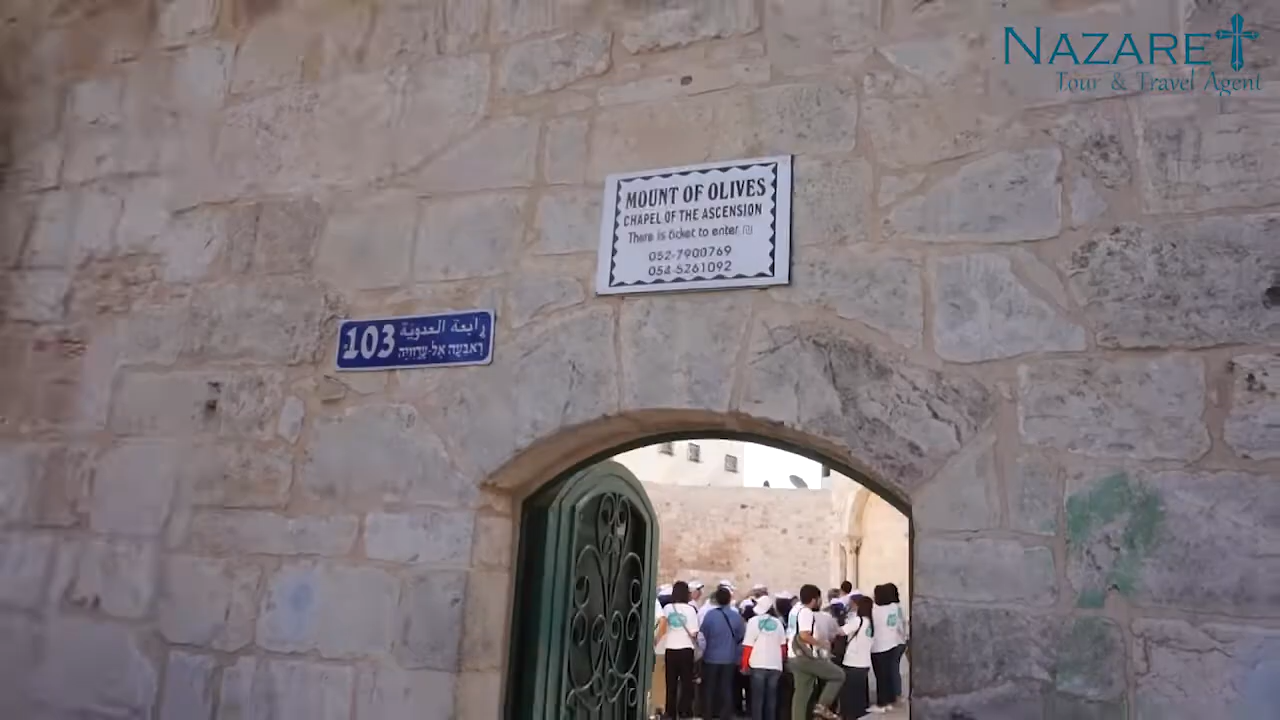 NAZARET
Tour & Travel Agent
MOUNT OF OLIVES
CHAPEL OF THE ASCENSION
There is ticket to enter ₪
052-7900769
054-5261092
103
رابعة العدوية
ראבעה אל-עדוויה